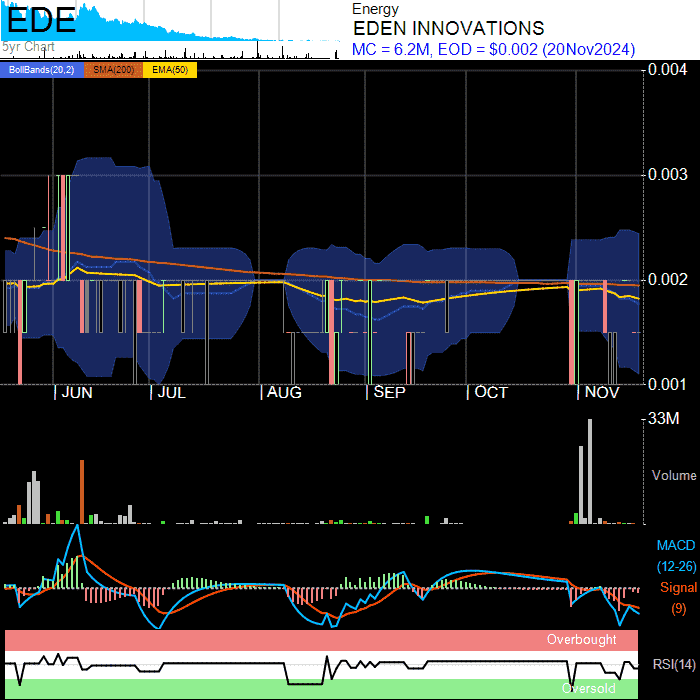 EDE
5yr Chart
Energy
EDEN INNOVATIONS
MC = 6.2M, EOD = $0.002 (20Nov2024)
BollBands(20,2) SMA(200) EMA(50)
0.004
0.003
0.002
0.001
JUN JUL AUG SEP OCT NOV
33M
Volume
MACD
(12-26)
Signal
(9)
Overbought
RSI(14)
Oversold